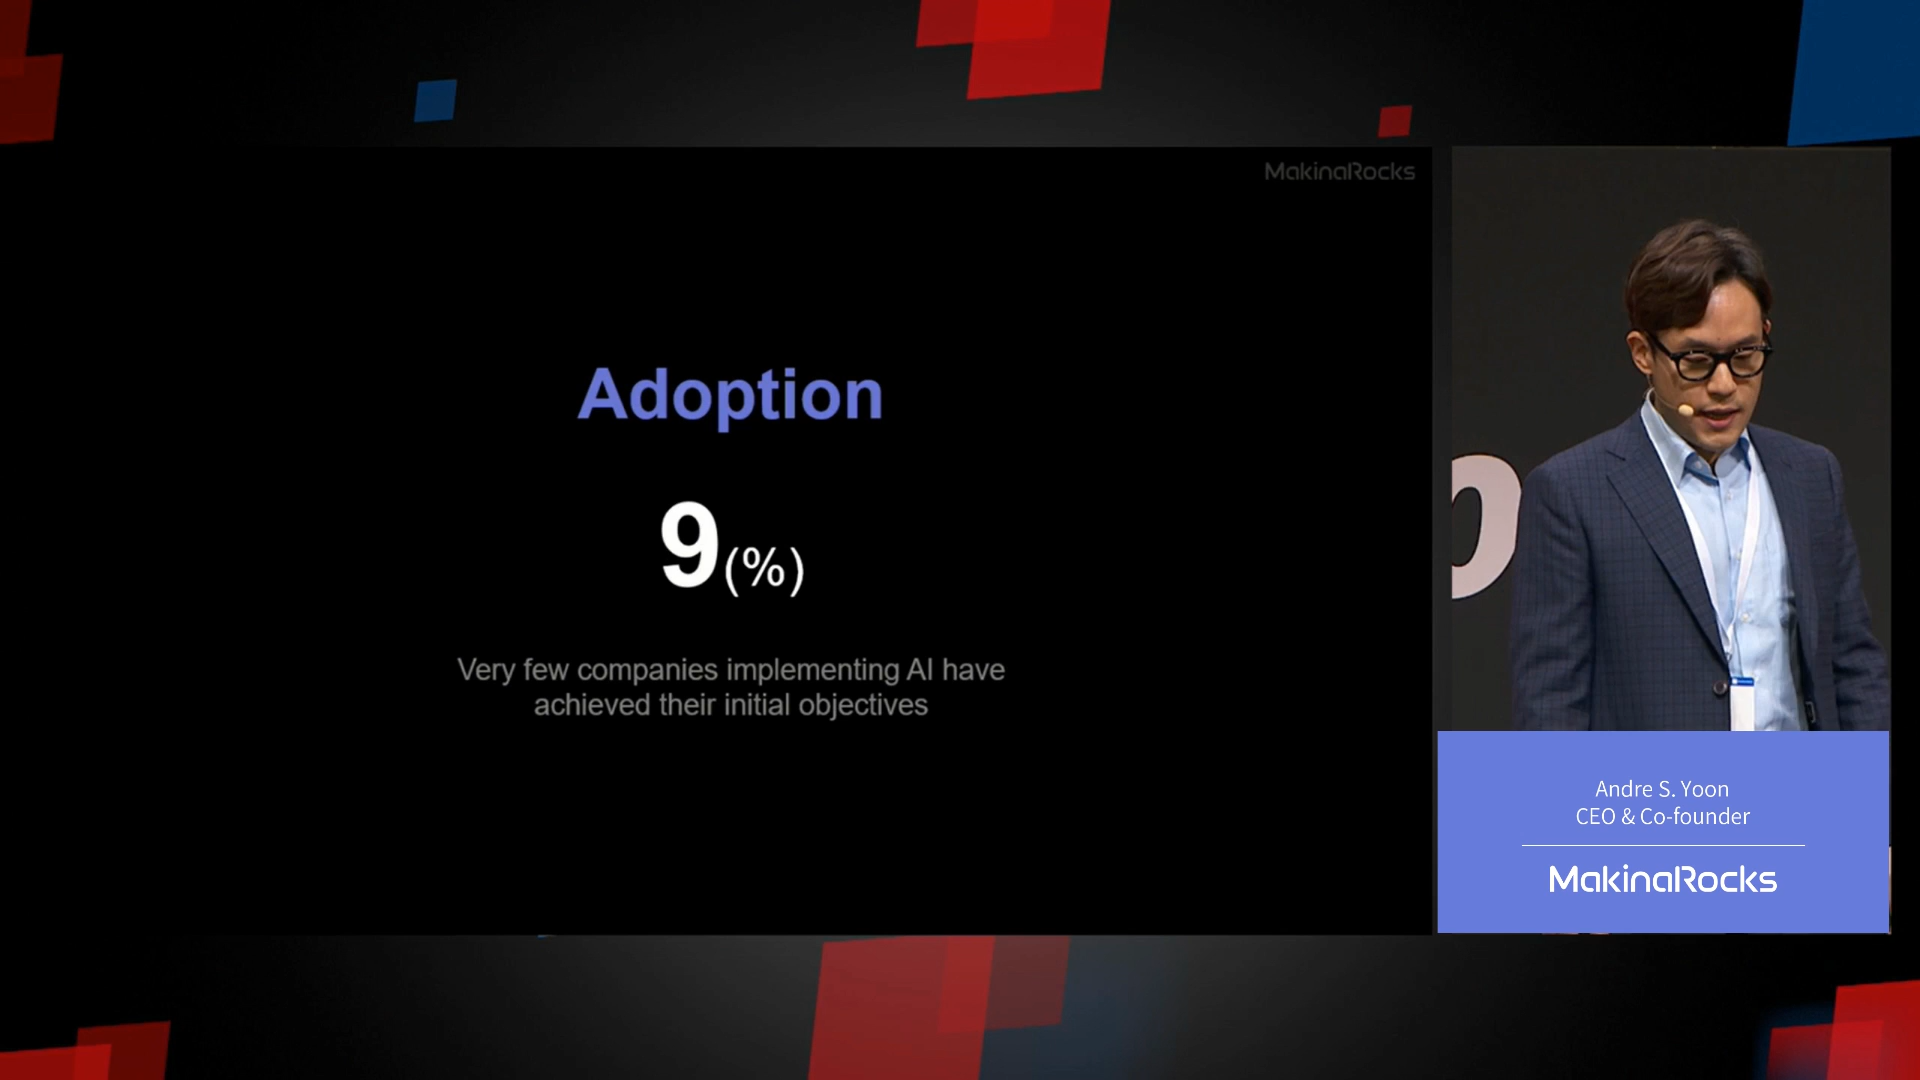 MakinaRocks
Adoption
9(%)
Very few companies implementing AI have
achieved their initial objectives
Andre S. Yoon
CEO & Co-founder
MakinaRocks